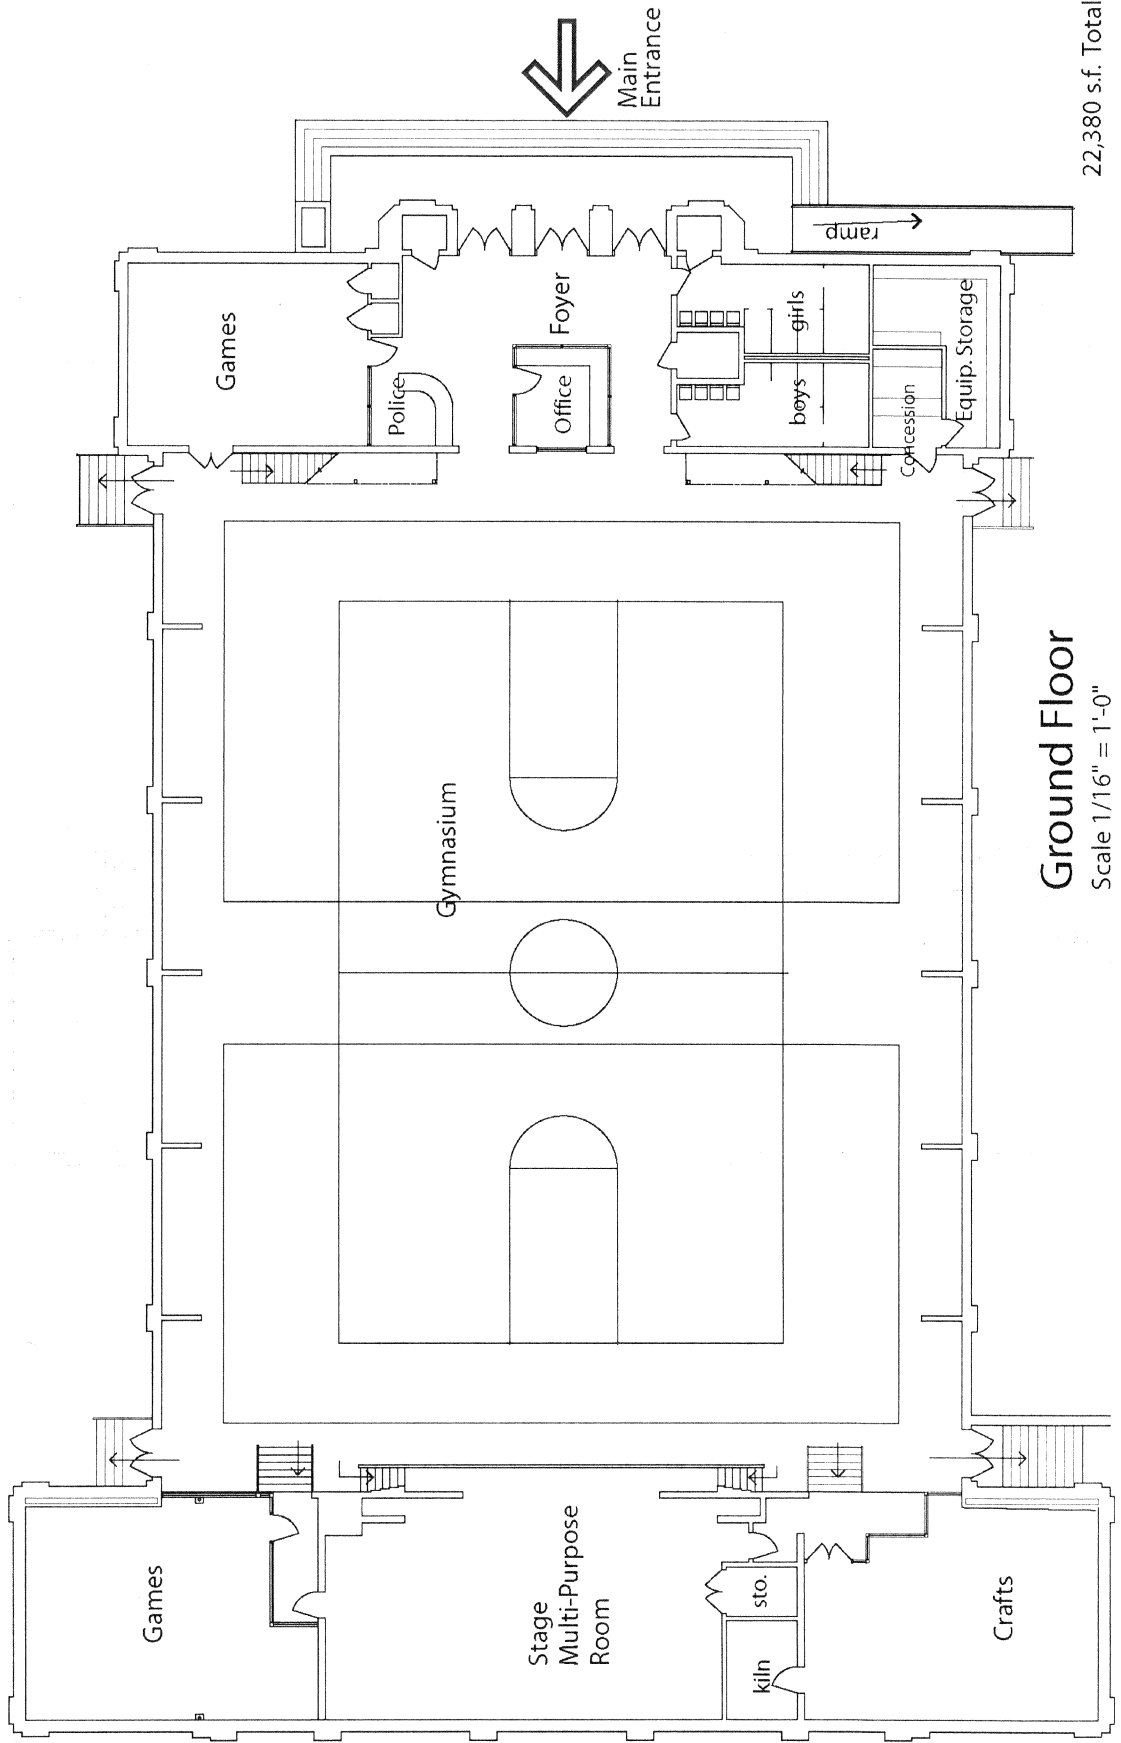 Main
Entrance
22,380 s.f. Total
ramp
Games
Foyer
girls
Equip. Storage
Police
Office
boys
Concession
Gymnasium
Ground Floor
Scale 1/16" = 1'-0"
Games
Stage
Multi-Purpose
Room
sto.
kiln
Crafts